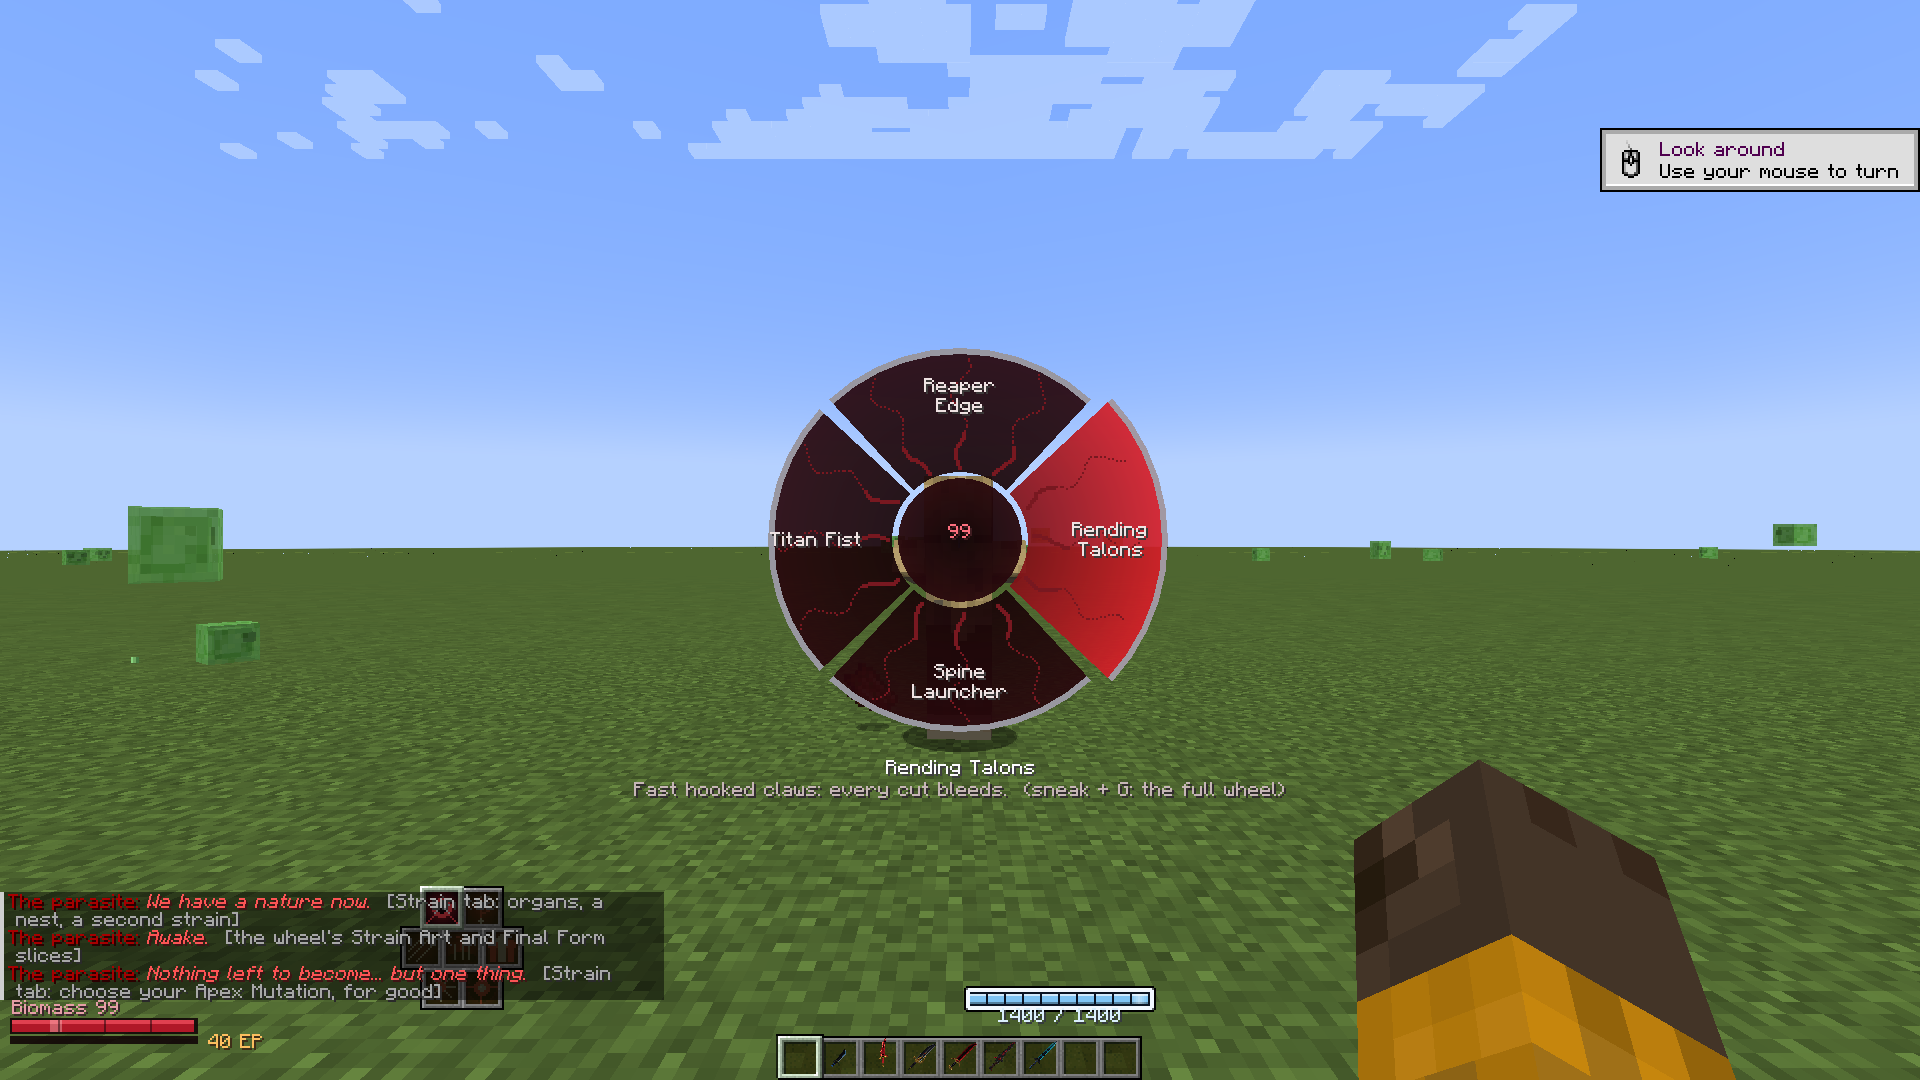 Look around
Use your mouse to turn
Reaper
Edge
Titan Fist
99
Rending
Talons
Spine
Launcher
Rending Talons
Fast hooked claws: every cut bleeds.  (sneak + G: the full wheel)
The parasite: We have a nature now.  [Strain tab: organs, a
nest, a second strain]
The parasite: Awake.  [the wheel's Strain Art and Final Form
slices]
The parasite: Nothing left to become... but one thing.  [Strain
tab: choose your Apex Mutation, for good]
Biomass 99
40 EP
1400 / 1400